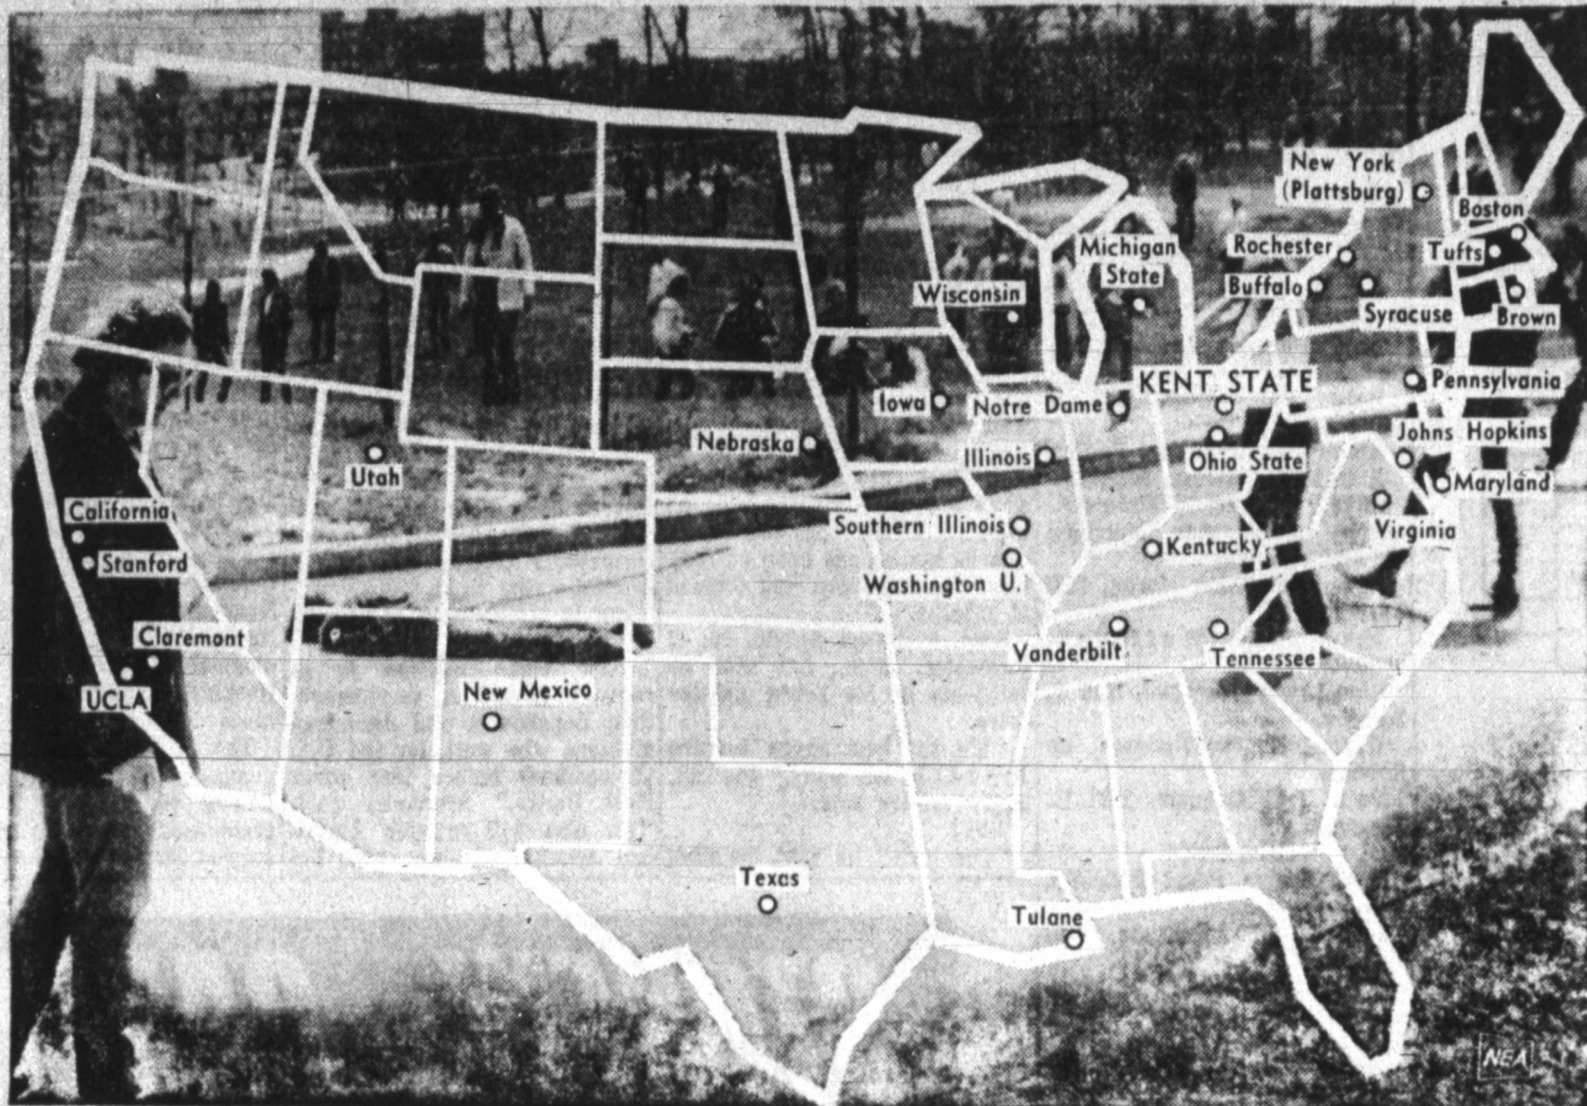 New York
(Plattsburg)
Boston
Rochester
Tufts
Michigan
State
Buffalo
Wisconsin
Syracuse
Brown
KENT STATE
Pennsylvania
Iowa
Notre Dame
Johns Hopkins
Nebraska
Illinois
Ohio State
Utah
Maryland
California
Southern Illinois
Virginia
Kentucky
Stanford
Washington U.
Claremont
Vanderbilt
Tennessee
UCLA
New Mexico
Texas
Tulane
NEA